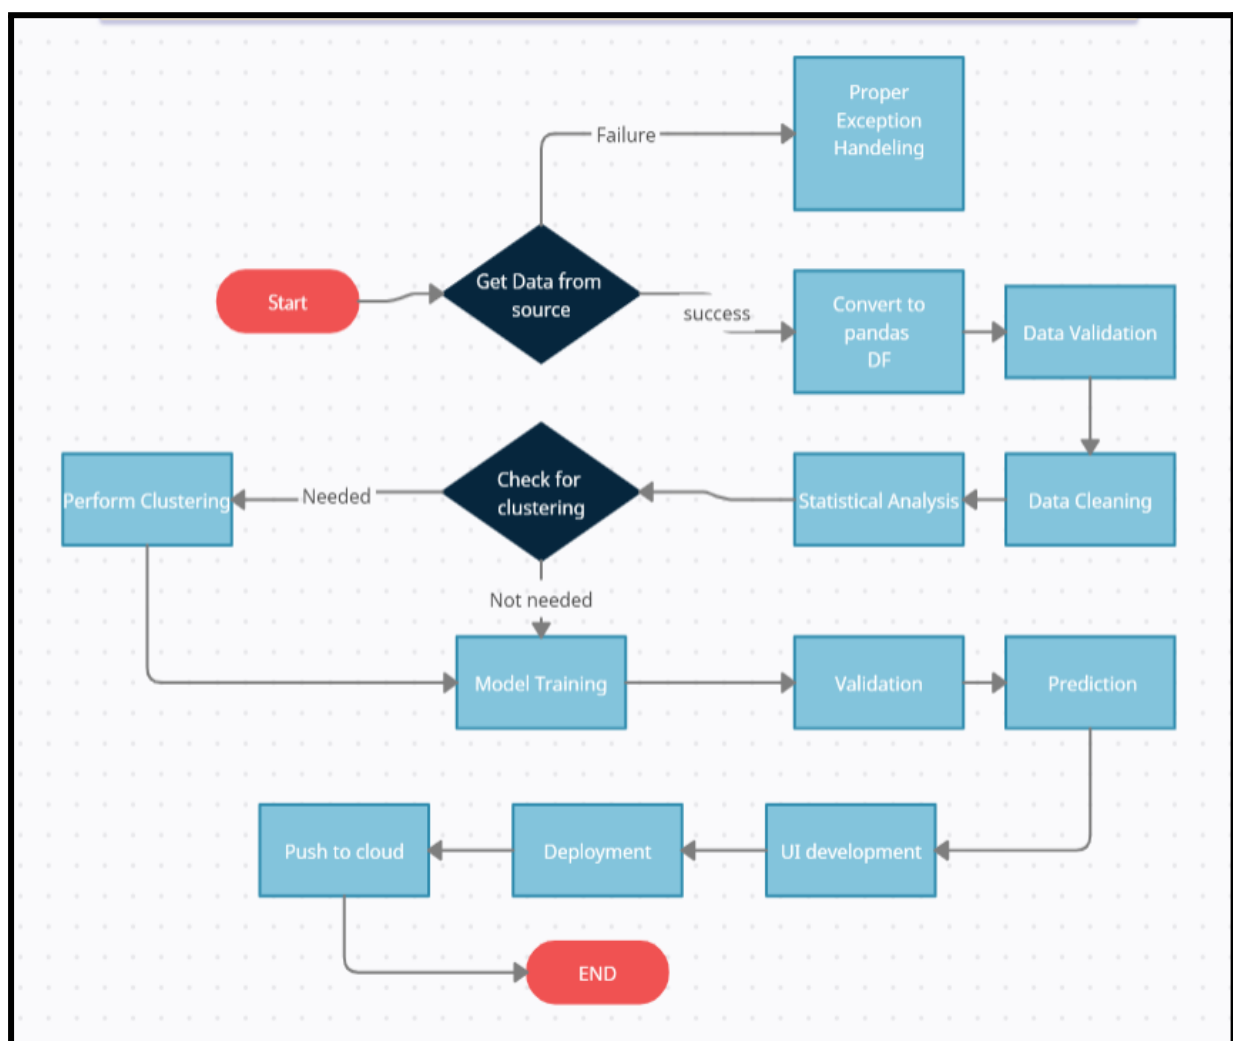 Proper
Exception
Handeling
Failure
Start
Get Data from
source
success
Convert to
pandas
DF
Data Validation
Perform Clustering
Needed
Check for
clustering
Statistical Analysis
Data Cleaning
Not needed
Model Training
Validation
Prediction
Push to cloud
Deployment
UI development
END